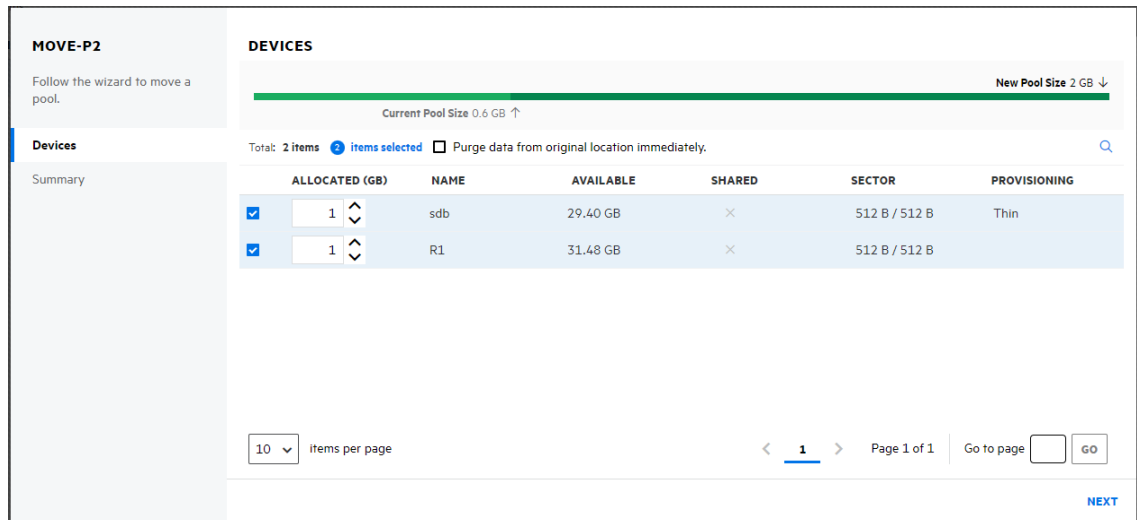 MOVE-P2
Follow the wizard to move a
pool.
Devices
Summary
DEVICES
New Pool Size 2 GB ↓
Current Pool Size 0.6 GB ↑
Total: 2 items 2 items selected Purge data from original location immediately.
ALLOCATED (GB) NAME AVAILABLE SHARED SECTOR PROVISIONING
1 sdb 29.40 GB × 512 B / 512 B Thin
1 R1 31.48 GB × 512 B / 512 B
10 items per page < 1 > Page 1 of 1 Go to page GO
NEXT